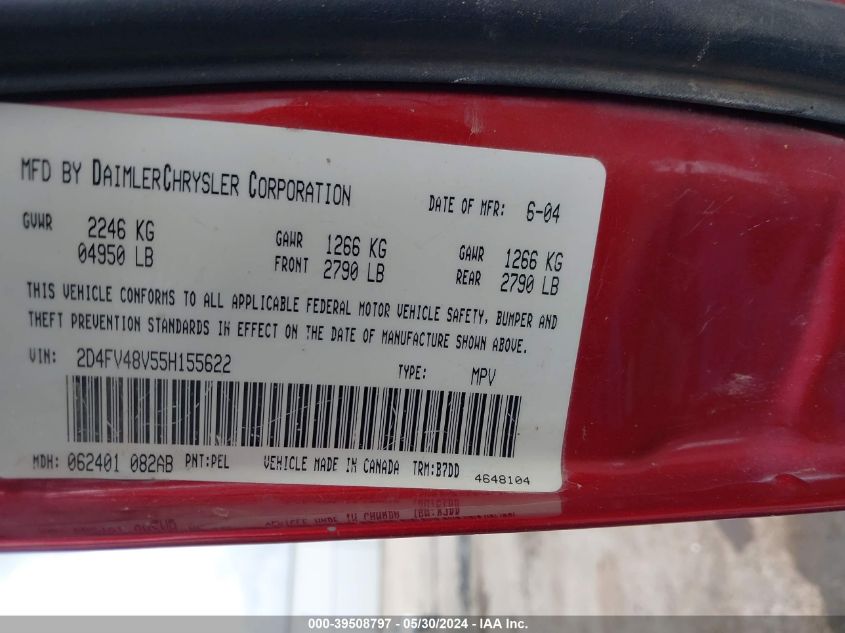 MFD BY DAIMLERCHRYSLER CORPORATION DATE OF MFR: 6-04
GVWR 2246 KG GAWR 1266 KG GAWR 1266 KG
04950 LB FRONT 2790 LB REAR 2790 LB
THIS VEHICLE CONFORMS TO ALL APPLICABLE FEDERAL MOTOR VEHICLE SAFETY, BUMPER AND
THEFT PREVENTION STANDARDS IN EFFECT ON THE DATE OF MANUFACTURE SHOWN ABOVE.
VIN: 2D4FV48V55H155622 TYPE: MPV
MDH: 062401 082AB PNT:PEL VEHICLE MADE IN CANADA TRM:B7DD 4648104
000-39508797 - 05/30/2024 - IAA Inc.